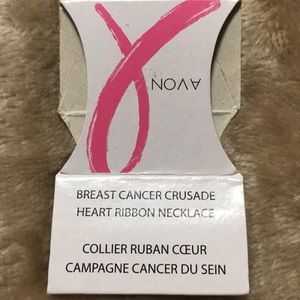 AVON
BREAST CANCER CRUSADE
HEART RIBBON NECKLACE
COLLIER RUBAN CŒUR
CAMPAGNE CANCER DU SEIN